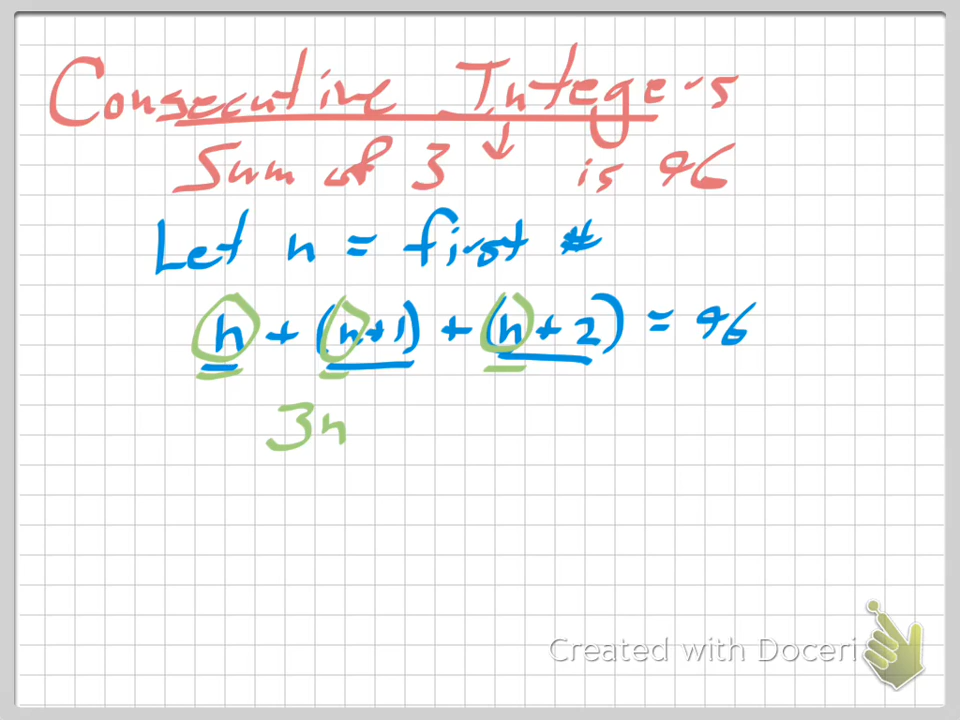 Consecutive Integers
Sum of 3 ↓ is 96
Let n = first #
n + (n+1) + (n+2) = 96
3n
Created with Doceri